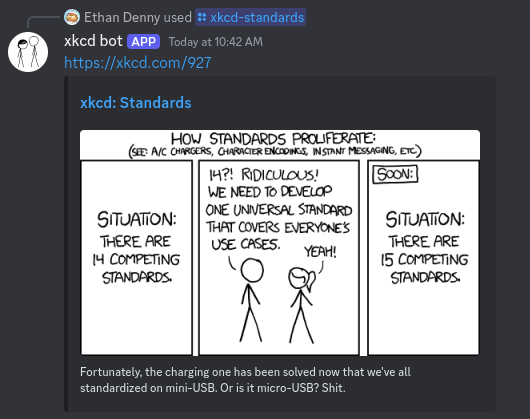 Ethan Denny used xkcd-standards
xkcd bot APP Today at 10:42 AM
https://xkcd.com/927
xkcd: Standards
HOW STANDARDS PROLIFERATE:
(SEE: A/C CHARGERS, CHARACTER ENCODINGS, INSTANT MESSAGING, ETC.)
SITUATION:
THERE ARE
14 COMPETING
STANDARDS.
14?! RIDICULOUS!
WE NEED TO DEVELOP
ONE UNIVERSAL STANDARD
THAT COVERS EVERYONE'S
USE CASES.
YEAH!
SOON:
SITUATION:
THERE ARE
15 COMPETING
STANDARDS.
Fortunately, the charging one has been solved now that we've all
standardized on mini-USB. Or is it micro-USB? Shit.